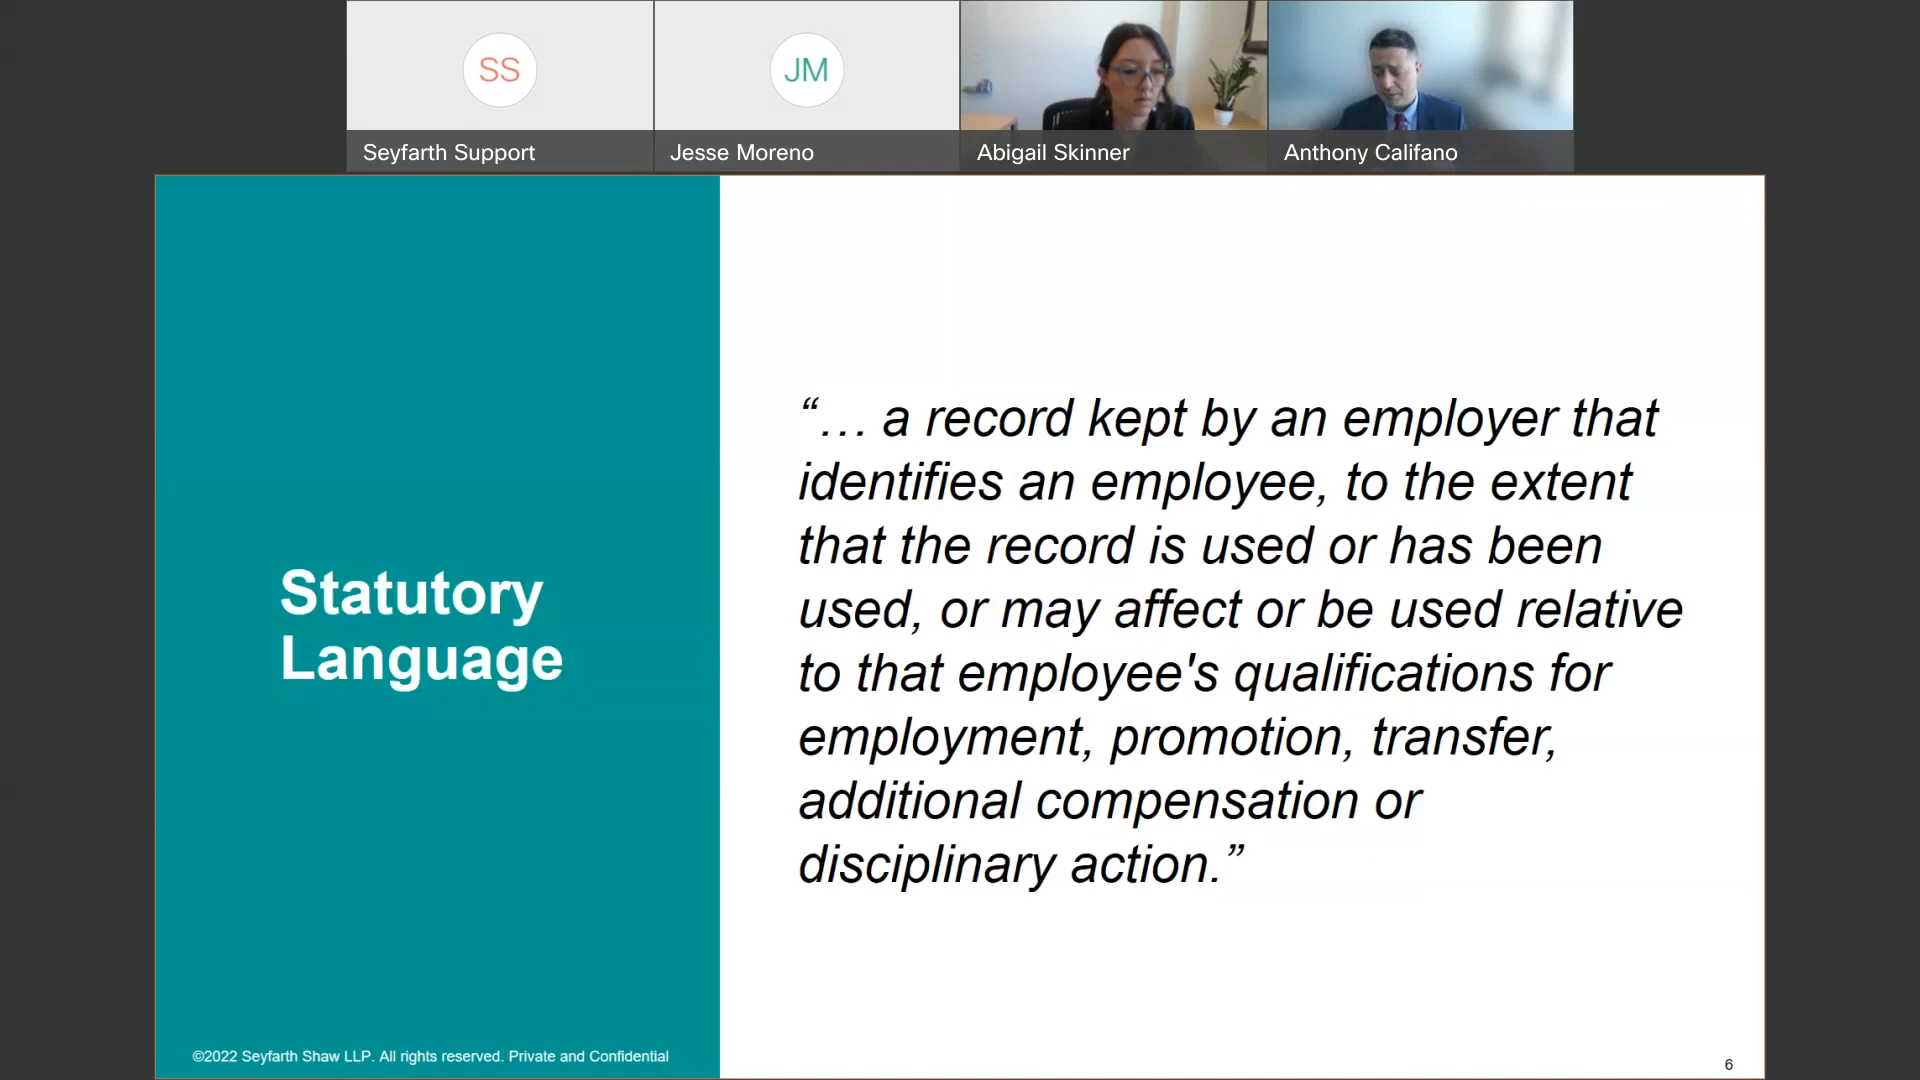 SS
JM
Seyfarth Support
Jesse Moreno
Abigail Skinner
Anthony Califano
Statutory
Language
“… a record kept by an employer that
identifies an employee, to the extent
that the record is used or has been
used, or may affect or be used relative
to that employee's qualifications for
employment, promotion, transfer,
additional compensation or
disciplinary action.”
©2022 Seyfarth Shaw LLP. All rights reserved. Private and Confidential
6